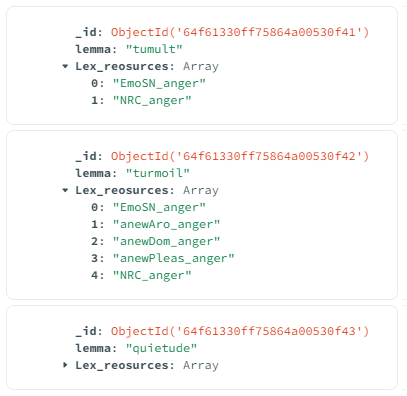 _id: ObjectId('64f61330ff75864a00530f41')
lemma: "tumult"
Lex_reosurces: Array
0: "EmoSN_anger"
1: "NRC_anger"
_id: ObjectId('64f61330ff75864a00530f42')
lemma: "turmoil"
Lex_reosurces: Array
0: "EmoSN_anger"
1: "anewAro_anger"
2: "anewDom_anger"
3: "anewPleas_anger"
4: "NRC_anger"
_id: ObjectId('64f61330ff75864a00530f43')
lemma: "quietude"
Lex_reosurces: Array